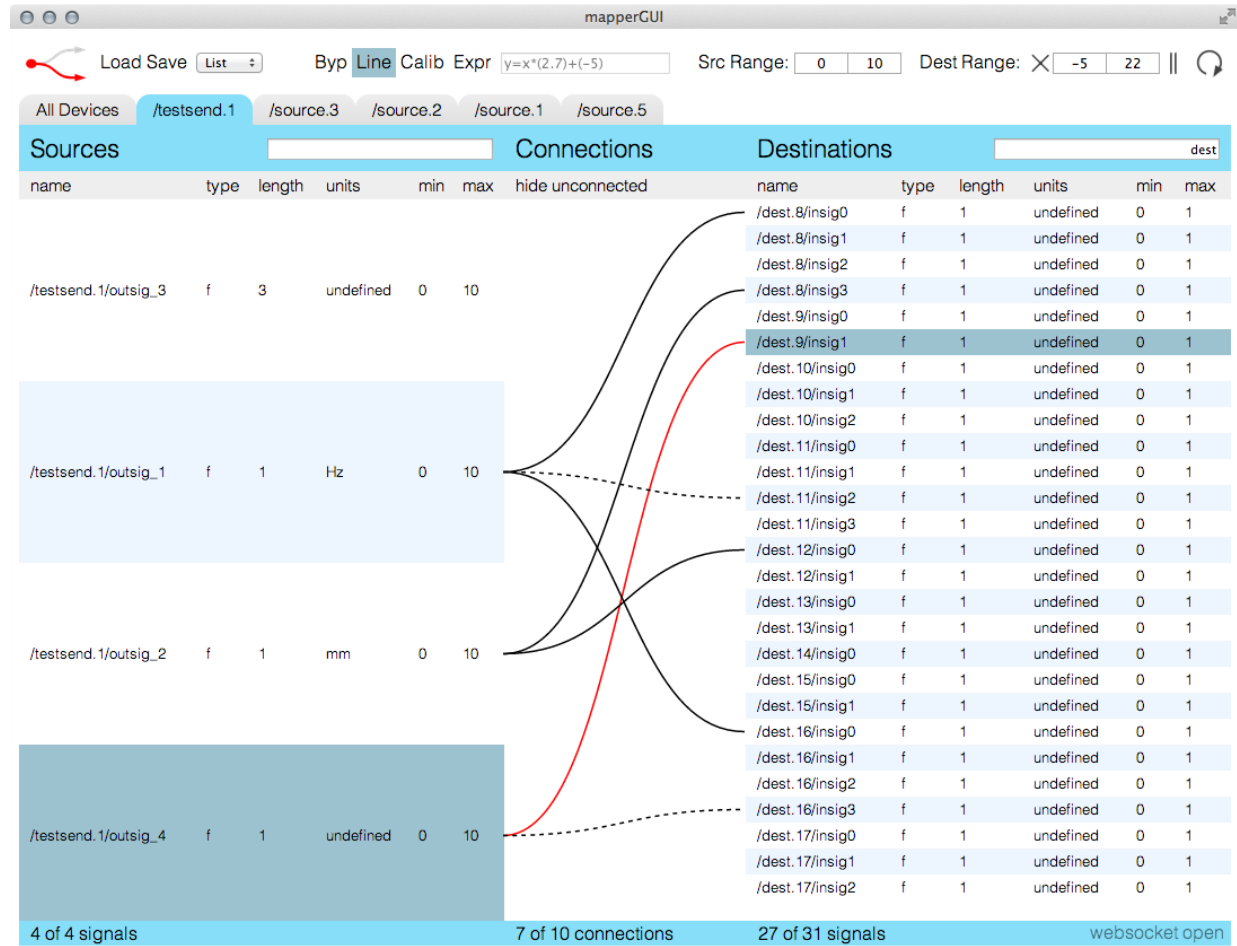 mapperGUI
Load Save List Byp Line Calib Expr y=x*(2.7)+(-5) Src Range: 0 10 Dest Range: -5 22
All Devices /testsend.1 /source.3 /source.2 /source.1 /source.5
Sources Connections Destinations dest
name type length units min max hide unconnected name type length units min max
/dest.8/insig0 f 1 undefined 0 1
/dest.8/insig1 f 1 undefined 0 1
/dest.8/insig2 f 1 undefined 0 1
/testsend.1/outsig_3 f 3 undefined 0 10 /dest.8/insig3 f 1 undefined 0 1
/dest.9/insig0 f 1 undefined 0 1
/dest.9/insig1 f 1 undefined 0 1
/dest.10/insig0 f 1 undefined 0 1
/dest.10/insig1 f 1 undefined 0 1
/dest.10/insig2 f 1 undefined 0 1
/dest.11/insig0 f 1 undefined 0 1
/testsend.1/outsig_1 f 1 Hz 0 10 /dest.11/insig1 f 1 undefined 0 1
/dest.11/insig2 f 1 undefined 0 1
/dest.11/insig3 f 1 undefined 0 1
/dest.12/insig0 f 1 undefined 0 1
/dest.12/insig1 f 1 undefined 0 1
/dest.13/insig0 f 1 undefined 0 1
/dest.13/insig1 f 1 undefined 0 1
/testsend.1/outsig_2 f 1 mm 0 10 /dest.14/insig0 f 1 undefined 0 1
/dest.15/insig0 f 1 undefined 0 1
/dest.15/insig1 f 1 undefined 0 1
/dest.16/insig0 f 1 undefined 0 1
/dest.16/insig1 f 1 undefined 0 1
/dest.16/insig2 f 1 undefined 0 1
/dest.16/insig3 f 1 undefined 0 1
/testsend.1/outsig_4 f 1 undefined 0 10 /dest.17/insig0 f 1 undefined 0 1
/dest.17/insig1 f 1 undefined 0 1
/dest.17/insig2 f 1 undefined 0 1
4 of 4 signals 7 of 10 connections 27 of 31 signals websocket open